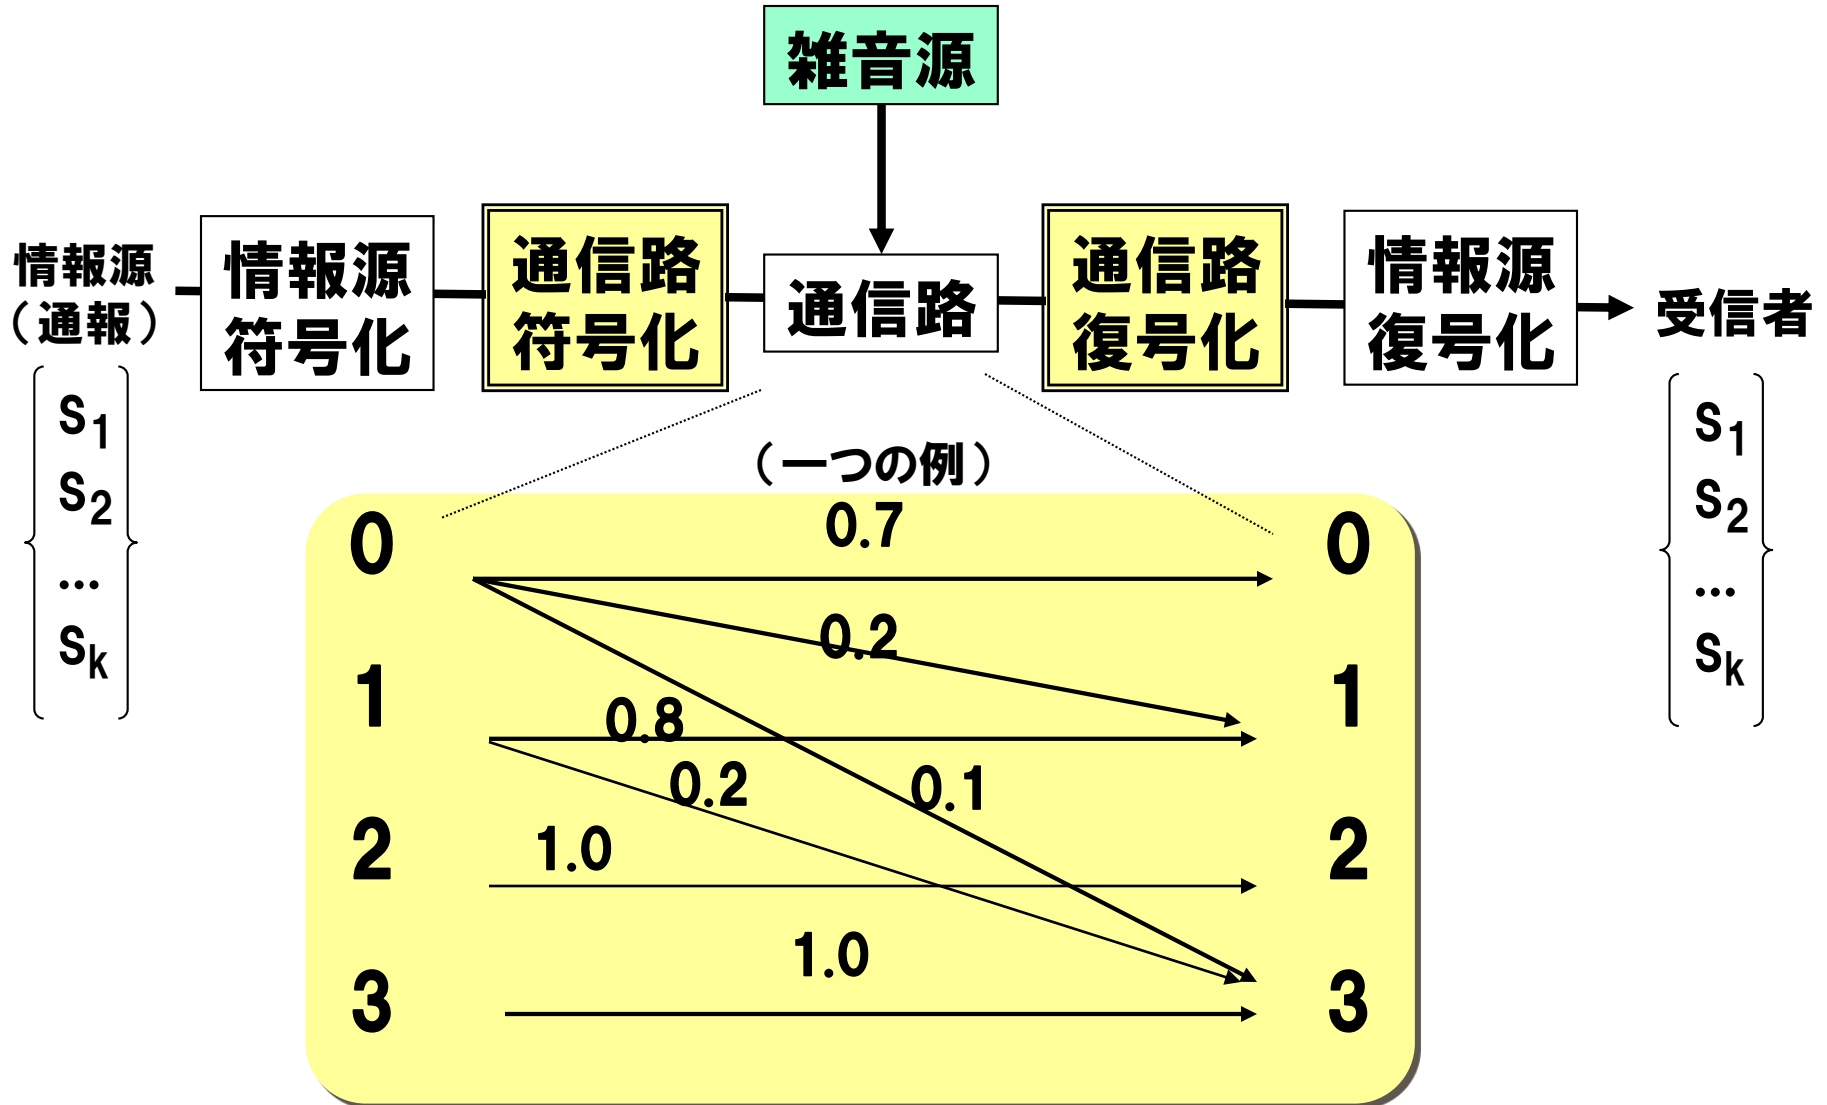 雑音源
情報源
（通報）
情報源
符号化
通信路
符号化
通信路
通信路
復号化
情報源
復号化
受信者
S1
S2
…
Sk
S1
S2
…
Sk
（一つの例）
0
0.7
0
0.2
1
0.8
1
0.2
0.1
2
1.0
2
1.0
3
3